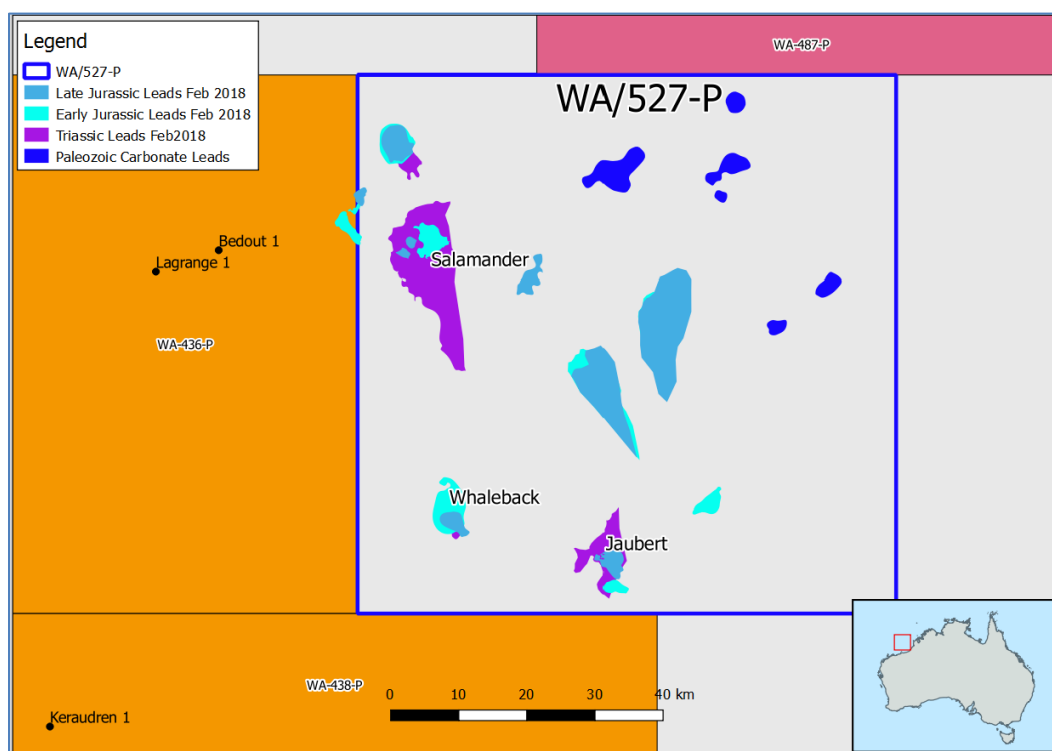 Legend
WA/527-P
Late Jurassic Leads Feb 2018
Early Jurassic Leads Feb 2018
Triassic Leads Feb2018
Paleozoic Carbonate Leads
WA-487-P
WA/527-P
Bedout 1
Lagrange 1
Salamander
WA-436-P
Whaleback
Jaubert
WA-438-P
0 10 20 30 40 km
Keraudren 1